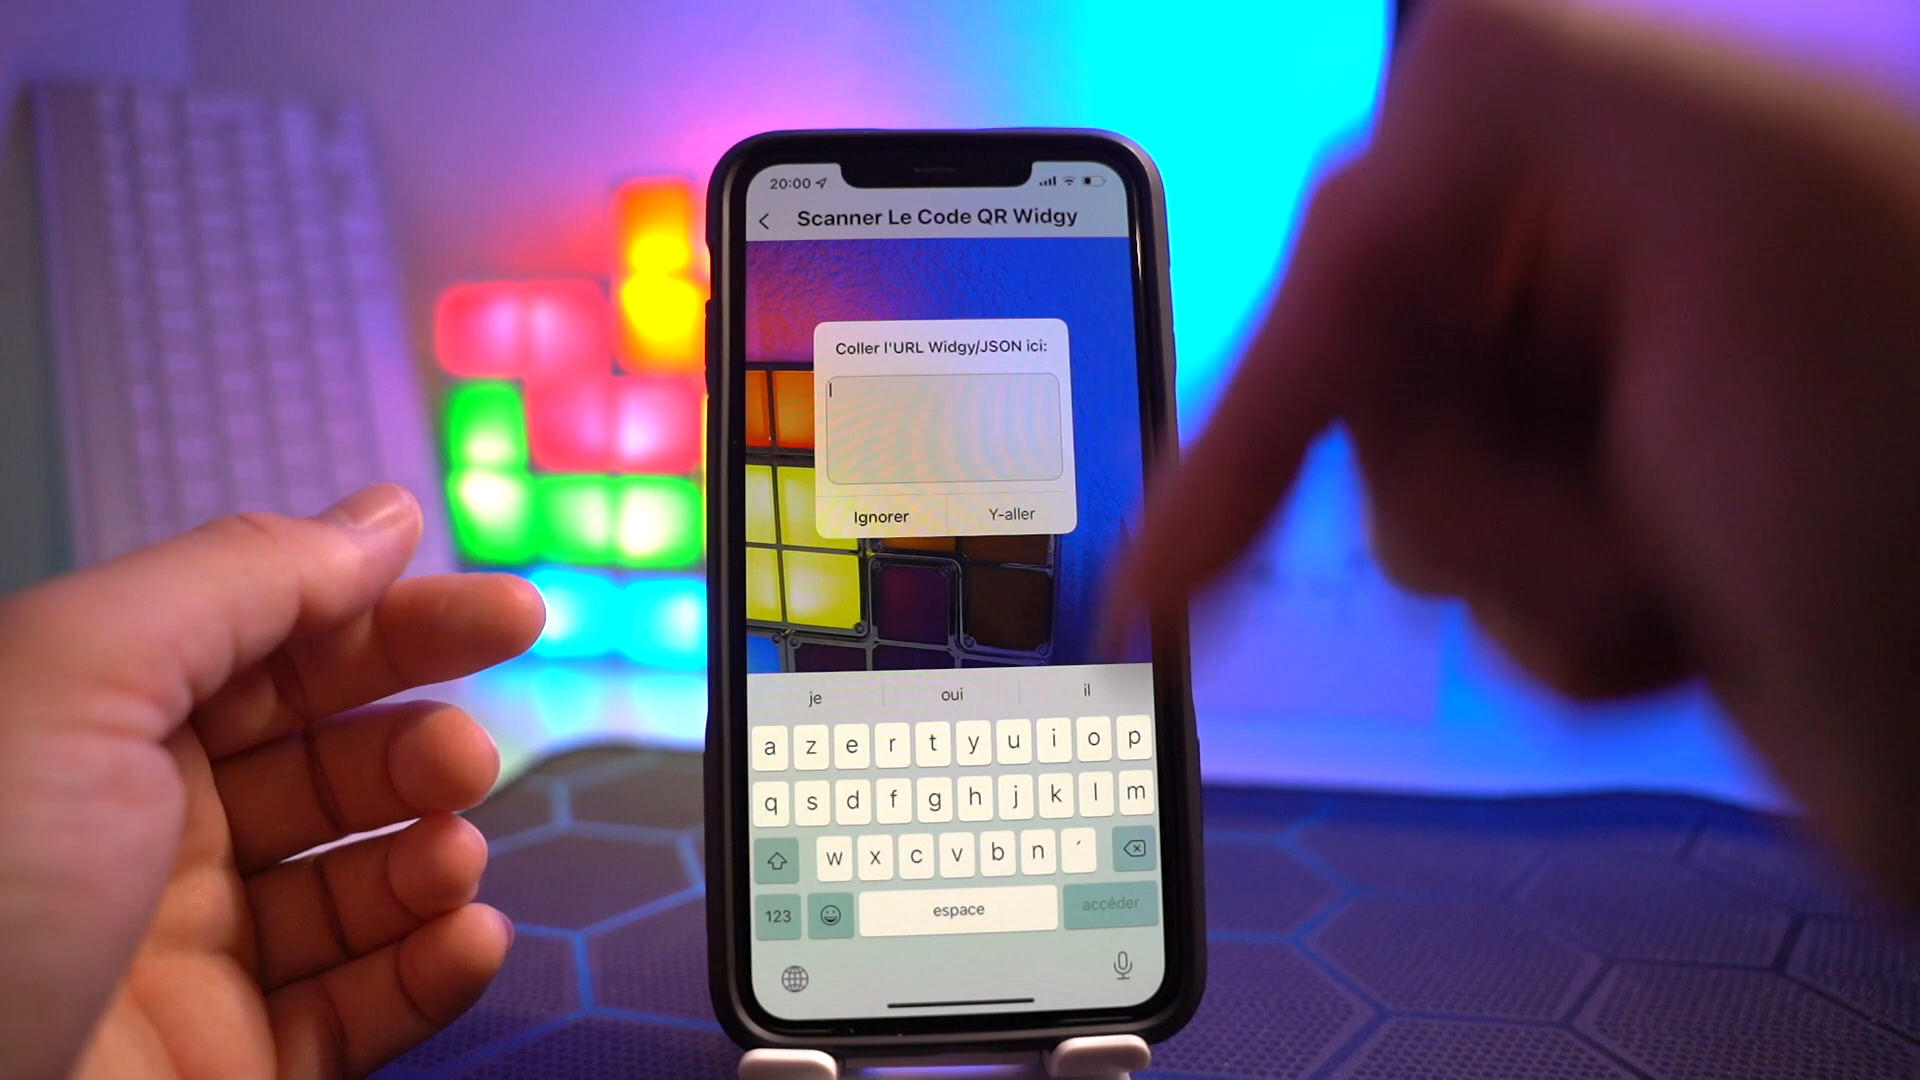 20:00
Scanner Le Code QR Widgy
Coller l'URL Widgy/JSON ici:
Ignorer
Y-aller
je oui il
a z e r t y u i o p
q s d f g h j k l m
w x c v b n ´
123 espace accéder